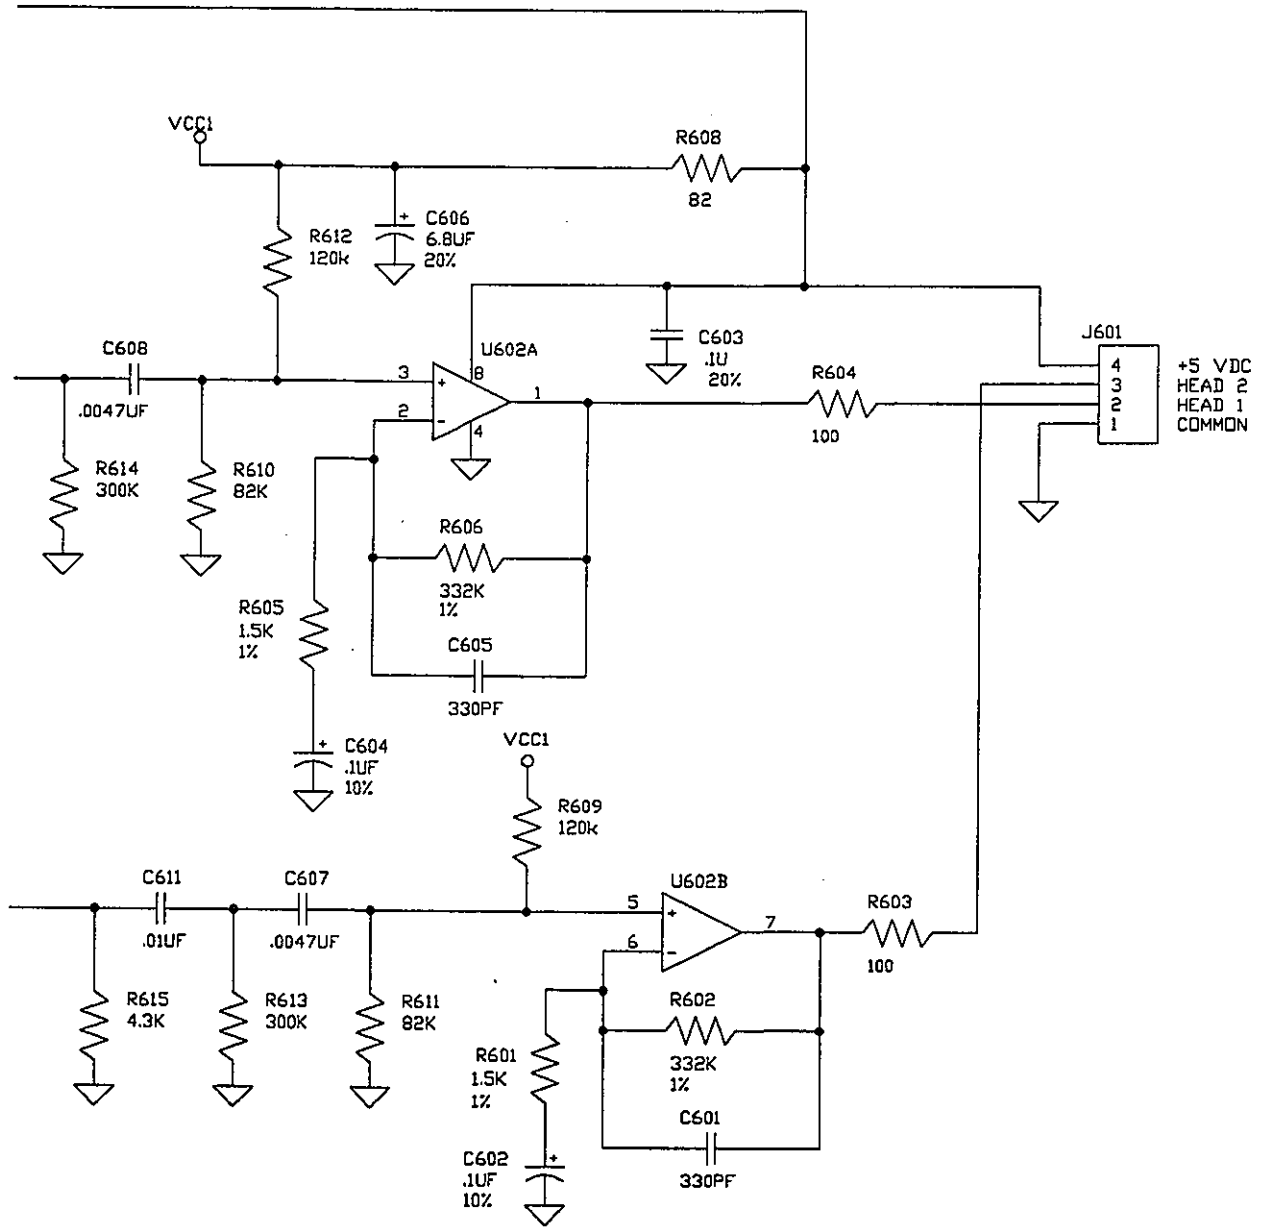 VCC1
R608
82
R612
120k
C606
6.8UF
20%
C608
.0047UF
U602A
8
3
2
1
4
C603
.1U
20%
R604
100
J601
4
3
2
1
+5 VDC
HEAD 2
HEAD 1
COMMON
R614
300K
R610
82K
R606
332K
1%
R605
1.5K
1%
C605
330PF
C604
.1UF
10%
VCC1
R609
120k
C611
.01UF
C607
.0047UF
U602B
5
6
7
R603
100
R615
4.3K
R613
300K
R611
82K
R602
332K
1%
R601
1.5K
1%
C601
330PF
C602
.1UF
10%